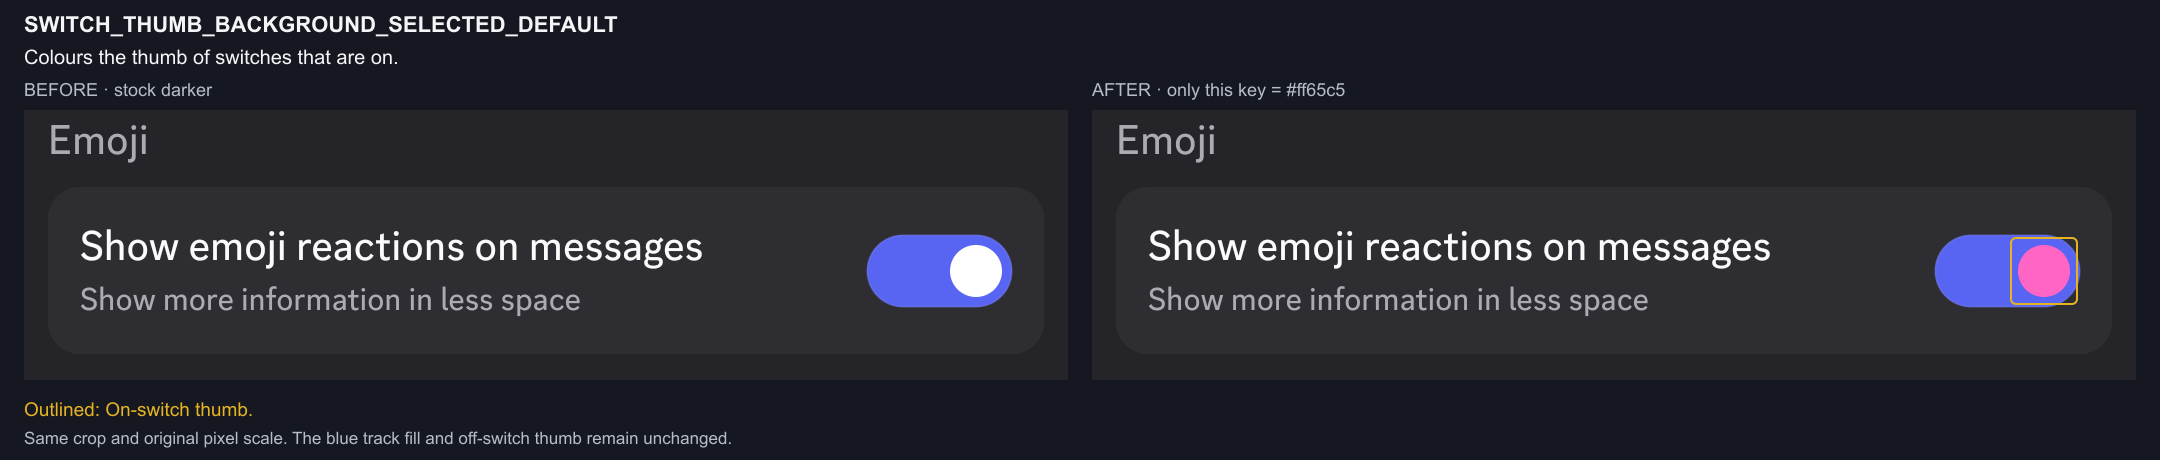 SWITCH_THUMB_BACKGROUND_SELECTED_DEFAULT
Colours the thumb of switches that are on.
BEFORE · stock darker
Emoji
Show emoji reactions on messages
Show more information in less space
AFTER · only this key = #ff65c5
Emoji
Show emoji reactions on messages
Show more information in less space
Outlined: On-switch thumb.
Same crop and original pixel scale. The blue track fill and off-switch thumb remain unchanged.